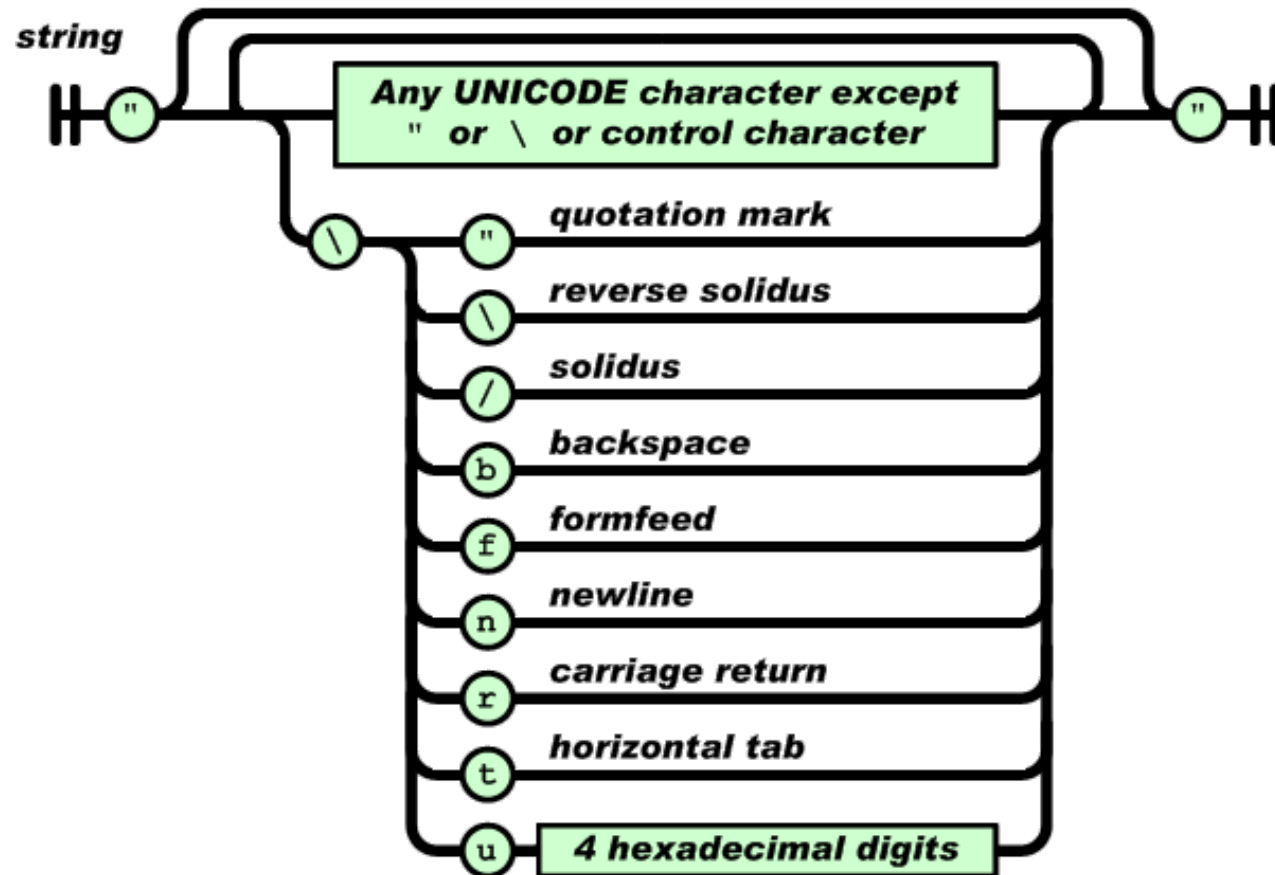 string
"
Any UNICODE character except
" or \ or control character
"
\
" quotation mark
\ reverse solidus
/ solidus
b backspace
f formfeed
n newline
r carriage return
t horizontal tab
u 4 hexadecimal digits